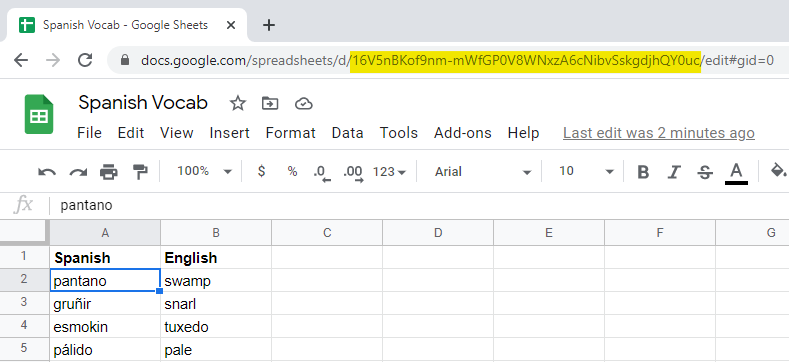 Spanish Vocab - Google Sheets
docs.google.com/spreadsheets/d/16V5nBKof9nm-mWfGP0V8WNxzA6cNibvSskgdjhQY0uc/edit#gid=0
Spanish Vocab
File Edit View Insert Format Data Tools Add-ons Help Last edit was 2 minutes ago
100% $ % .0 .00 123 Arial 10 B I S A
fx pantano
A B C D E F G
1 Spanish English
2 pantano swamp
3 gruñir snarl
4 esmokin tuxedo
5 pálido pale